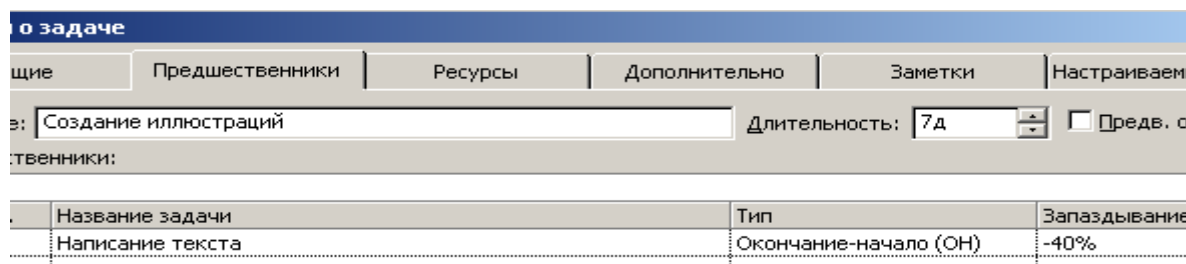 о задаче
щие Предшественники Ресурсы Дополнительно Заметки Настраиваем
е: Создание иллюстраций Длительность: 7д Предв. о
ственники:
. Название задачи Тип Запаздывание
Написание текста Окончание-начало (ОН) -40%